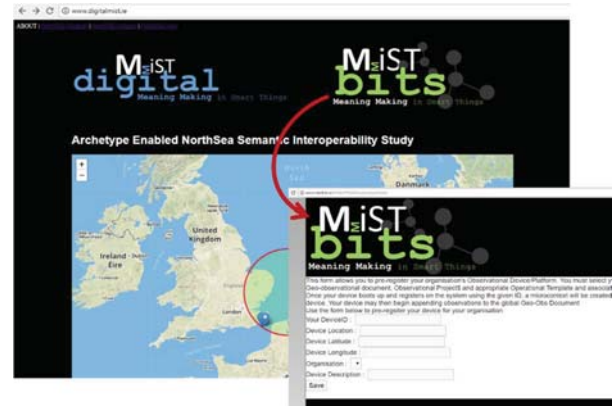 www.digitalmist.ie
ABOUT |
MiST
digital
Meaning Making in Smart Things
MiST
bits
Meaning Making in Smart Things
Archetype Enabled NorthSea Semantic Interoperability Study
+
−
North
Sea
Danmark
United
Kingdom
Ireland
Éire
London
MiST
bits
Meaning Making in Smart Things
This form allows you to pre-register your organisation's Observational Device/Platform. You must select
Geo-observational document, Observational Project/s and appropriate Operational Template and
Once your device boots up and registers on the system using the given ID, a microcontext will be created
device. Your device may then begin appending observations to the global Geo-Obs Document
Use the form below to pre-register your device for your organisation
Your DeviceID :
Device Location :
Device Latitude :
Device Longitude :
Organisation :
Device Description :
Save